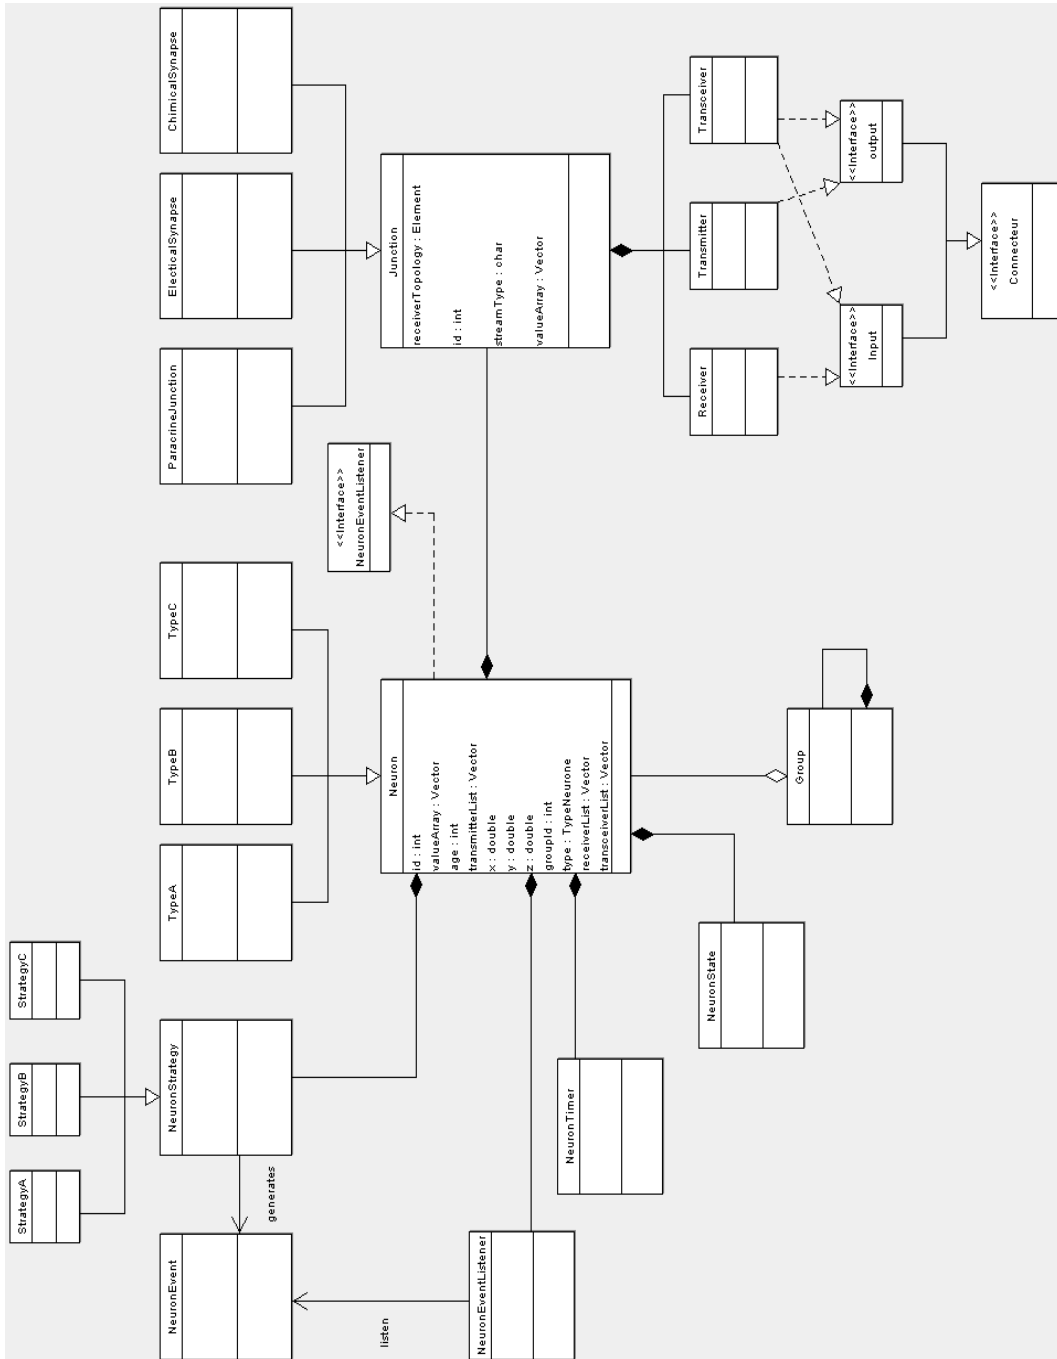 StrategyA
StrategyB
StrategyC
NeuronEvent
generates
NeuronStrategy
TypeA
TypeB
TypeC
ParacrineJunction
ElecticalSynapse
ChimicalSynapse
<<Interface>>
NeuronEventListener
listen
NeuronEventListener
Neuron
id : int
valueArray : Vector
age : int
transmitterList : Vector
x : double
y : double
z : double
groupId : int
type : TypeNeurone
receiverList : Vector
transceiverList : Vector
Junction
receiverTopology : Element
id : int
streamType : char
valueArray : Vector
NeuronTimer
NeuronState
Group
Receiver
Transmitter
Transceiver
<<Interface>>
Input
<<Interface>>
output
<<Interface>>
Connecteur